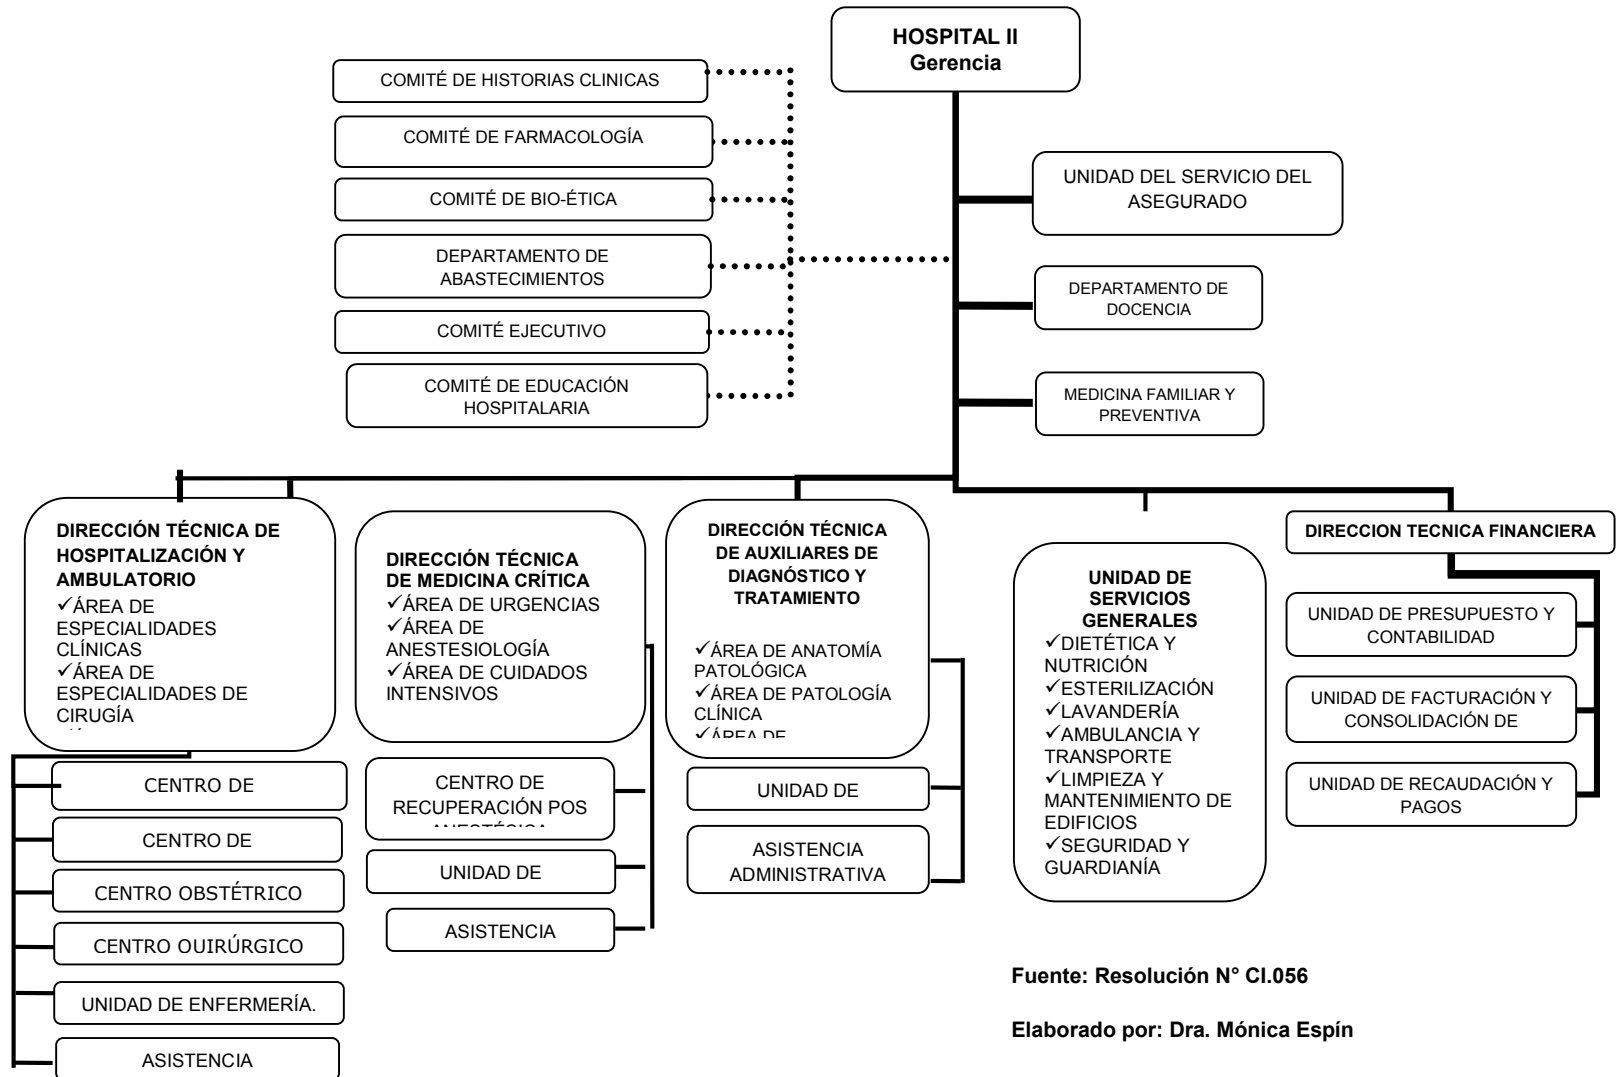 HOSPITAL II
Gerencia
COMITÉ DE HISTORIAS CLINICAS
COMITÉ DE FARMACOLOGÍA
COMITÉ DE BIO-ÉTICA
DEPARTAMENTO DE
ABASTECIMIENTOS
COMITÉ EJECUTIVO
COMITÉ DE EDUCACIÓN
HOSPITALARIA
UNIDAD DEL SERVICIO DEL
ASEGURADO
DEPARTAMENTO DE
DOCENCIA
MEDICINA FAMILIAR Y
PREVENTIVA
DIRECCIÓN TÉCNICA DE
HOSPITALIZACIÓN Y
AMBULATORIO
✓ÁREA DE
ESPECIALIDADES
CLÍNICAS
✓ÁREA DE
ESPECIALIDADES DE
CIRUGÍA
CENTRO DE
CENTRO DE
CENTRO OBSTÉTRICO
CENTRO QUIRÚRGICO
UNIDAD DE ENFERMERÍA.
ASISTENCIA
DIRECCIÓN TÉCNICA
DE MEDICINA CRÍTICA
✓ÁREA DE URGENCIAS
✓ÁREA DE
ANESTESIOLOGÍA
✓ÁREA DE CUIDADOS
INTENSIVOS
CENTRO DE
RECUPERACIÓN POS
ANESTÉSICA
UNIDAD DE
ASISTENCIA
DIRECCIÓN TÉCNICA
DE AUXILIARES DE
DIAGNÓSTICO Y
TRATAMIENTO
✓ÁREA DE ANATOMÍA
PATOLÓGICA
✓ÁREA DE PATOLOGÍA
CLÍNICA
✓ÁREA DE
UNIDAD DE
ASISTENCIA
ADMINISTRATIVA
UNIDAD DE
SERVICIOS
GENERALES
✓DIETÉTICA Y
NUTRICIÓN
✓ESTERILIZACIÓN
✓LAVANDERÍA
✓AMBULANCIA Y
TRANSPORTE
✓LIMPIEZA Y
MANTENIMIENTO DE
EDIFICIOS
✓SEGURIDAD Y
GUARDIANÍA
DIRECCION TECNICA FINANCIERA
UNIDAD DE PRESUPUESTO Y
CONTABILIDAD
UNIDAD DE FACTURACIÓN Y
CONSOLIDACIÓN DE
UNIDAD DE RECAUDACIÓN Y
PAGOS
Fuente: Resolución N° CI.056
Elaborado por: Dra. Mónica Espín